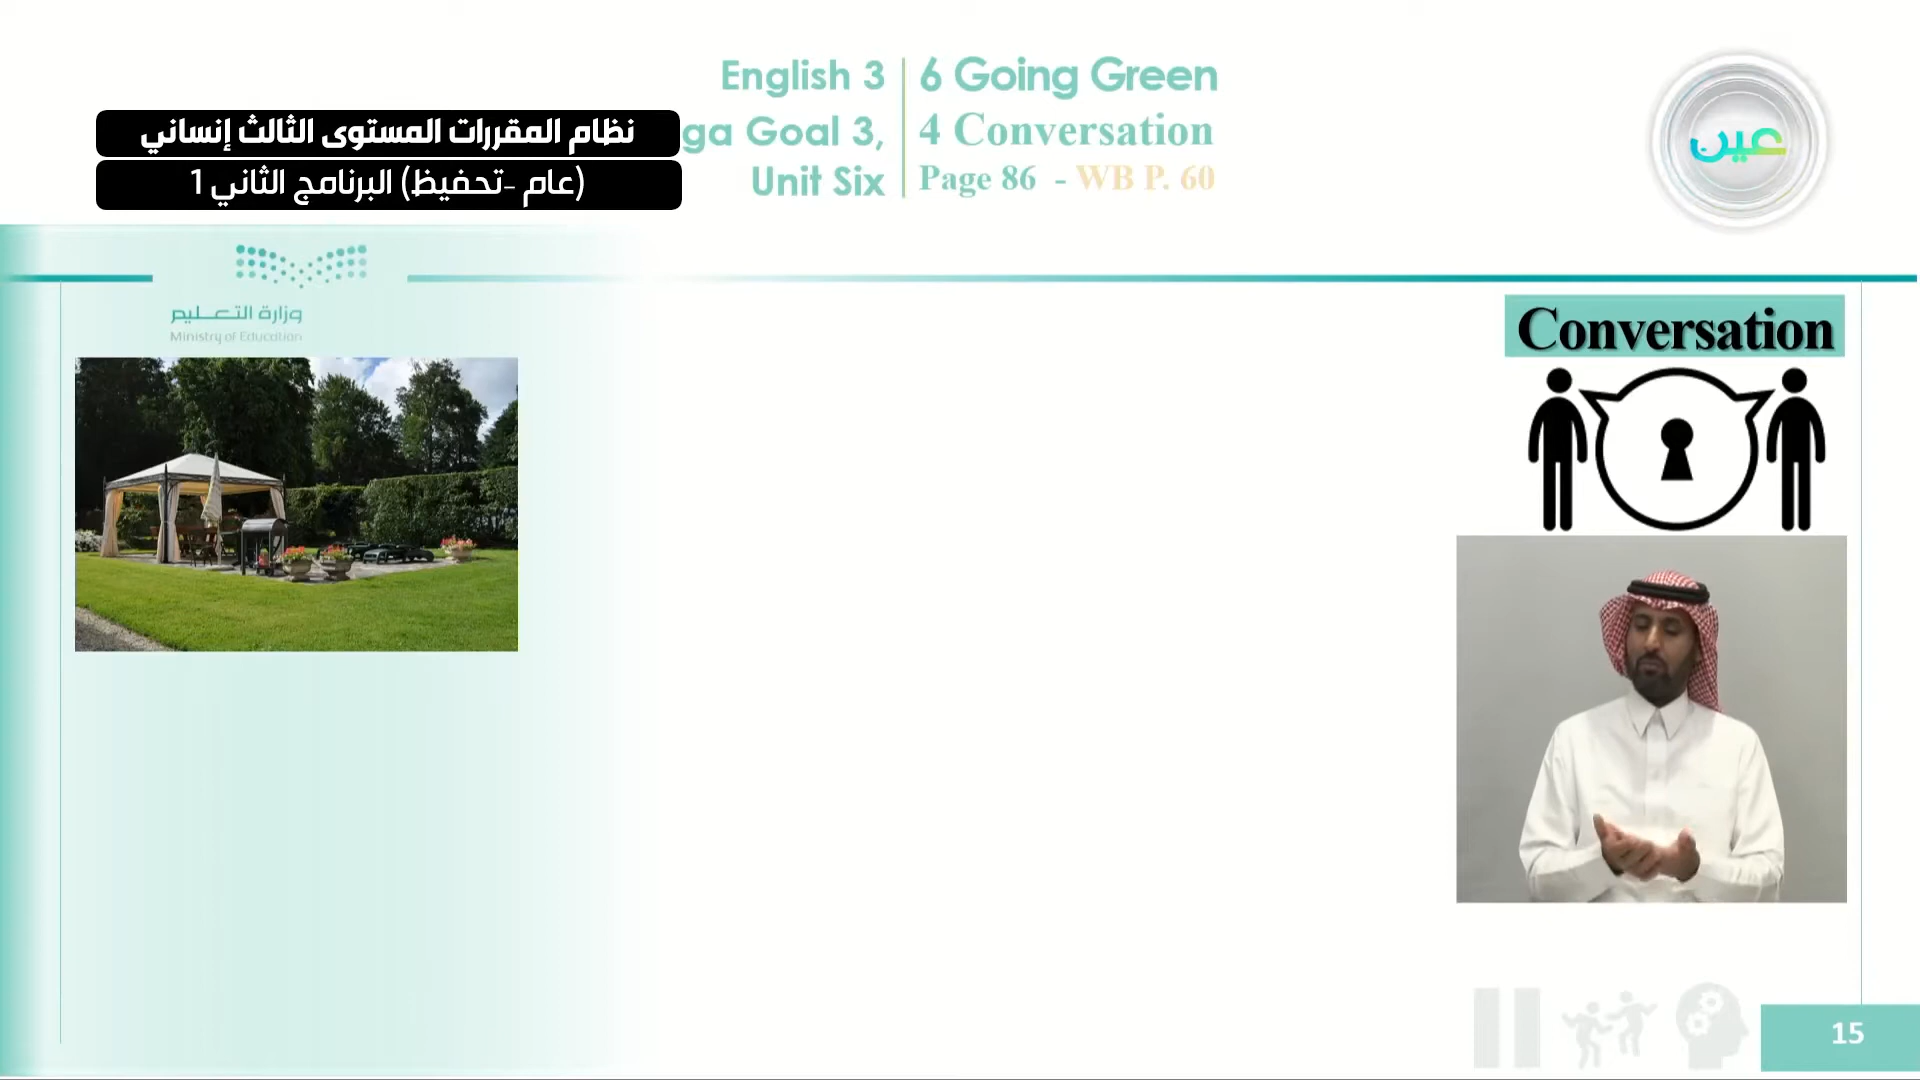 English 3
6 Going Green
نظام المقررات المستوى الثالث إنساني
ga Goal 3,
4 Conversation
(عام -تحفيظ) البرنامج الثاني 1
Unit Six
Page 86 - WB P. 60
عين
وزارة التعليم
Ministry of Education
Conversation
15